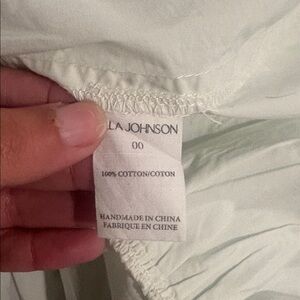 LA JOHNSON
00
100% COTTON/COTON
HANDMADE IN CHINA
FABRIQUE EN CHINE